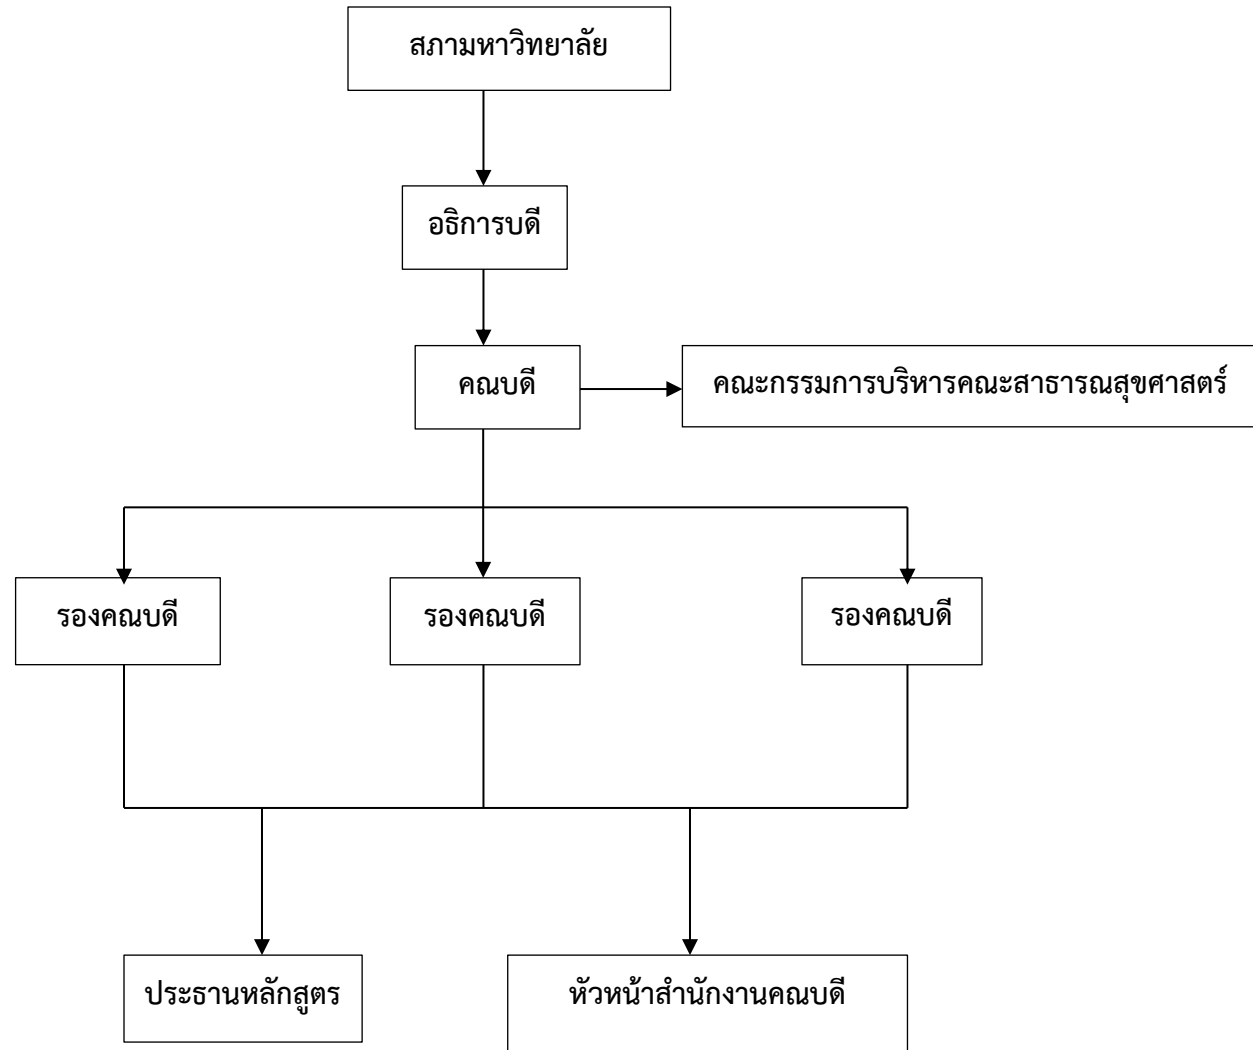 สภามหาวิทยาลัย
อธิการบดี
คณบดี
คณะกรรมการบริหารคณะสาธารณสุขศาสตร์
รองคณบดี
รองคณบดี
รองคณบดี
ประธานหลักสูตร
หัวหน้าสำนักงานคณบดี